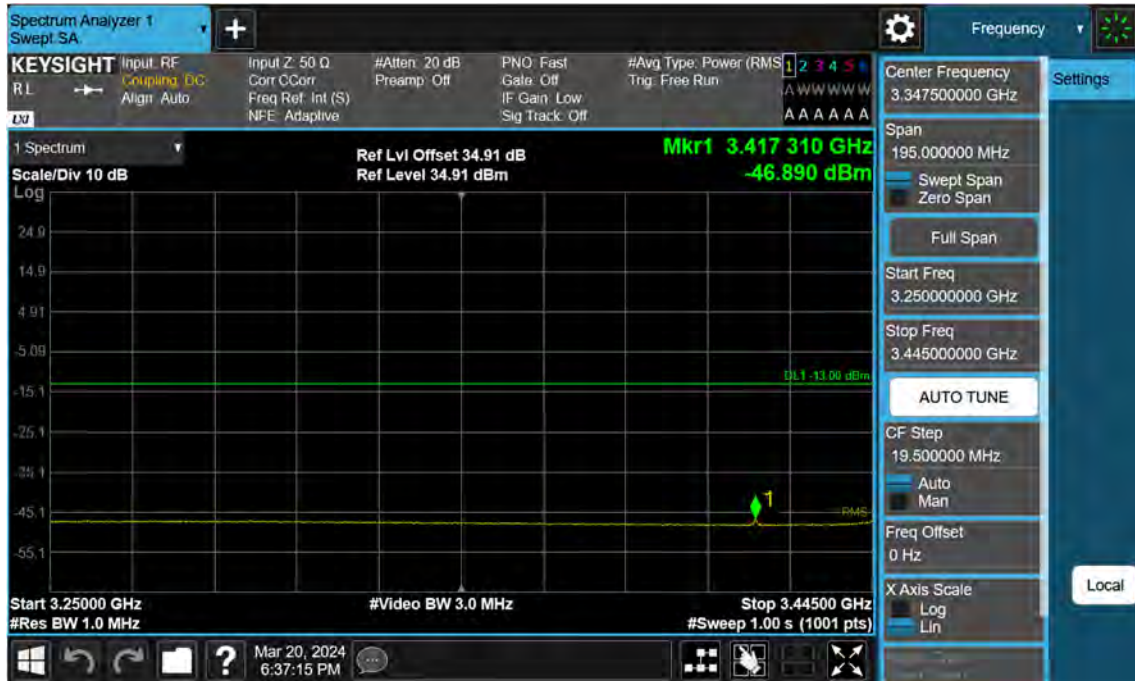 Spectrum Analyzer 1
Swept SA
Frequency
KEYSIGHT
RL
LXI
Input: RF
Coupling: DC
Align: Auto
Input Z: 50 Ω
Corr CCorr
Freq Ref: Int (S)
NFE: Adaptive
#Atten: 20 dB
Preamp: Off
PNO: Fast
Gate: Off
IF Gain: Low
Sig Track: Off
#Avg Type: Power (RMS
Trig: Free Run
1 2 3 4 5 6
A W W W W W
A A A A A A
1 Spectrum
Scale/Div 10 dB
Ref Lvl Offset 34.91 dB
Ref Level 34.91 dBm
Mkr1 3.417 310 GHz
-46.890 dBm
Log
24.9
14.9
4.91
-5.09
DL1 -13.00 dBm
-15.1
-25.1
-35.1
1
-45.1
RMS
-55.1
Start 3.25000 GHz
#Video BW 3.0 MHz
Stop 3.44500 GHz
#Res BW 1.0 MHz
#Sweep 1.00 s (1001 pts)
?
Mar 20, 2024
6:37:15 PM
Center Frequency
3.347500000 GHz
Settings
Span
195.000000 MHz
Swept Span
Zero Span
Full Span
Start Freq
3.250000000 GHz
Stop Freq
3.445000000 GHz
AUTO TUNE
CF Step
19.500000 MHz
Auto
Man
Freq Offset
0 Hz
X Axis Scale
Log
Lin
Local